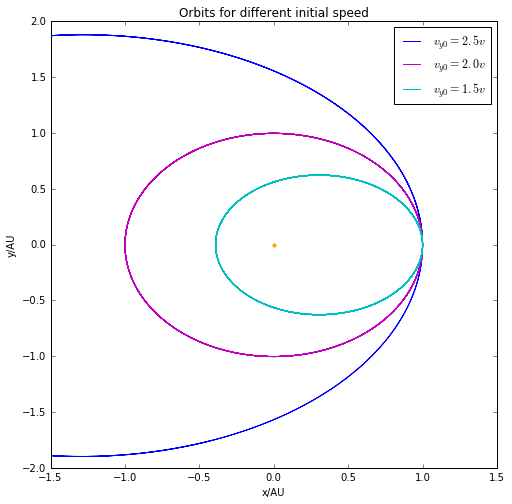 Orbits for different initial speed
v_{y0} = 2.5v
v_{y0} = 2.0v
v_{y0} = 1.5v
2.0
1.5
1.0
0.5
0.0
−0.5
−1.0
−1.5
−2.0
y/AU
−1.5 −1.0 −0.5 0.0 0.5 1.0 1.5
x/AU